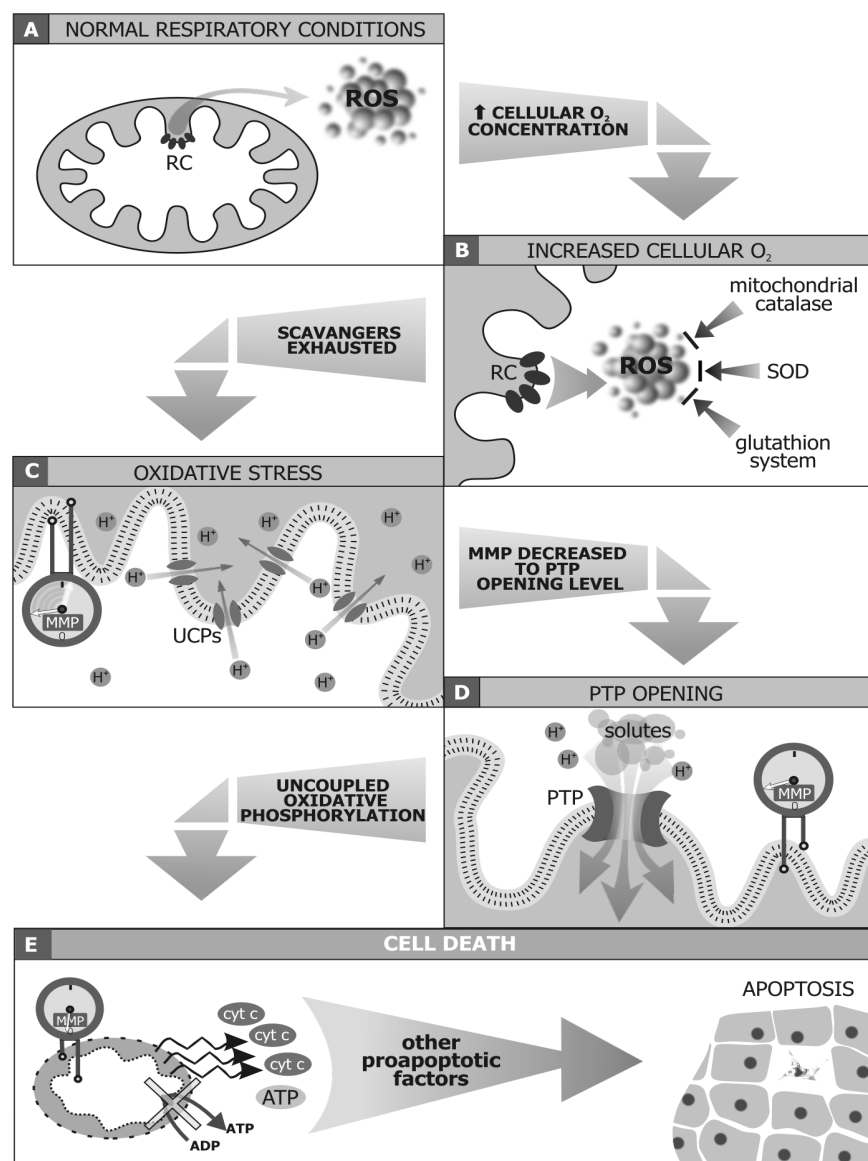 A NORMAL RESPIRATORY CONDITIONS
ROS
RC
⬆ CELLULAR O₂
CONCENTRATION
B INCREASED CELLULAR O₂
mitochondrial
catalase
ROS
RC
SOD
glutathion
system
SCAVANGERS
EXHAUSTED
C OXIDATIVE STRESS
H⁺
H⁺
H⁺
H⁺
H⁺
H⁺
H⁺
MMP
0
UCPs
H⁺
H⁺
H⁺
H⁺
MMP DECREASED
TO PTP
OPENING LEVEL
D PTP OPENING
H⁺
solutes
H⁺
H⁺
PTP
MMP
0
UNCOUPLED
OXIDATIVE
PHOSPHORYLATION
E CELL DEATH
MMP
0
cyt c
cyt c
cyt c
ATP
ATP
ADP
other
proapoptotic
factors
APOPTOSIS